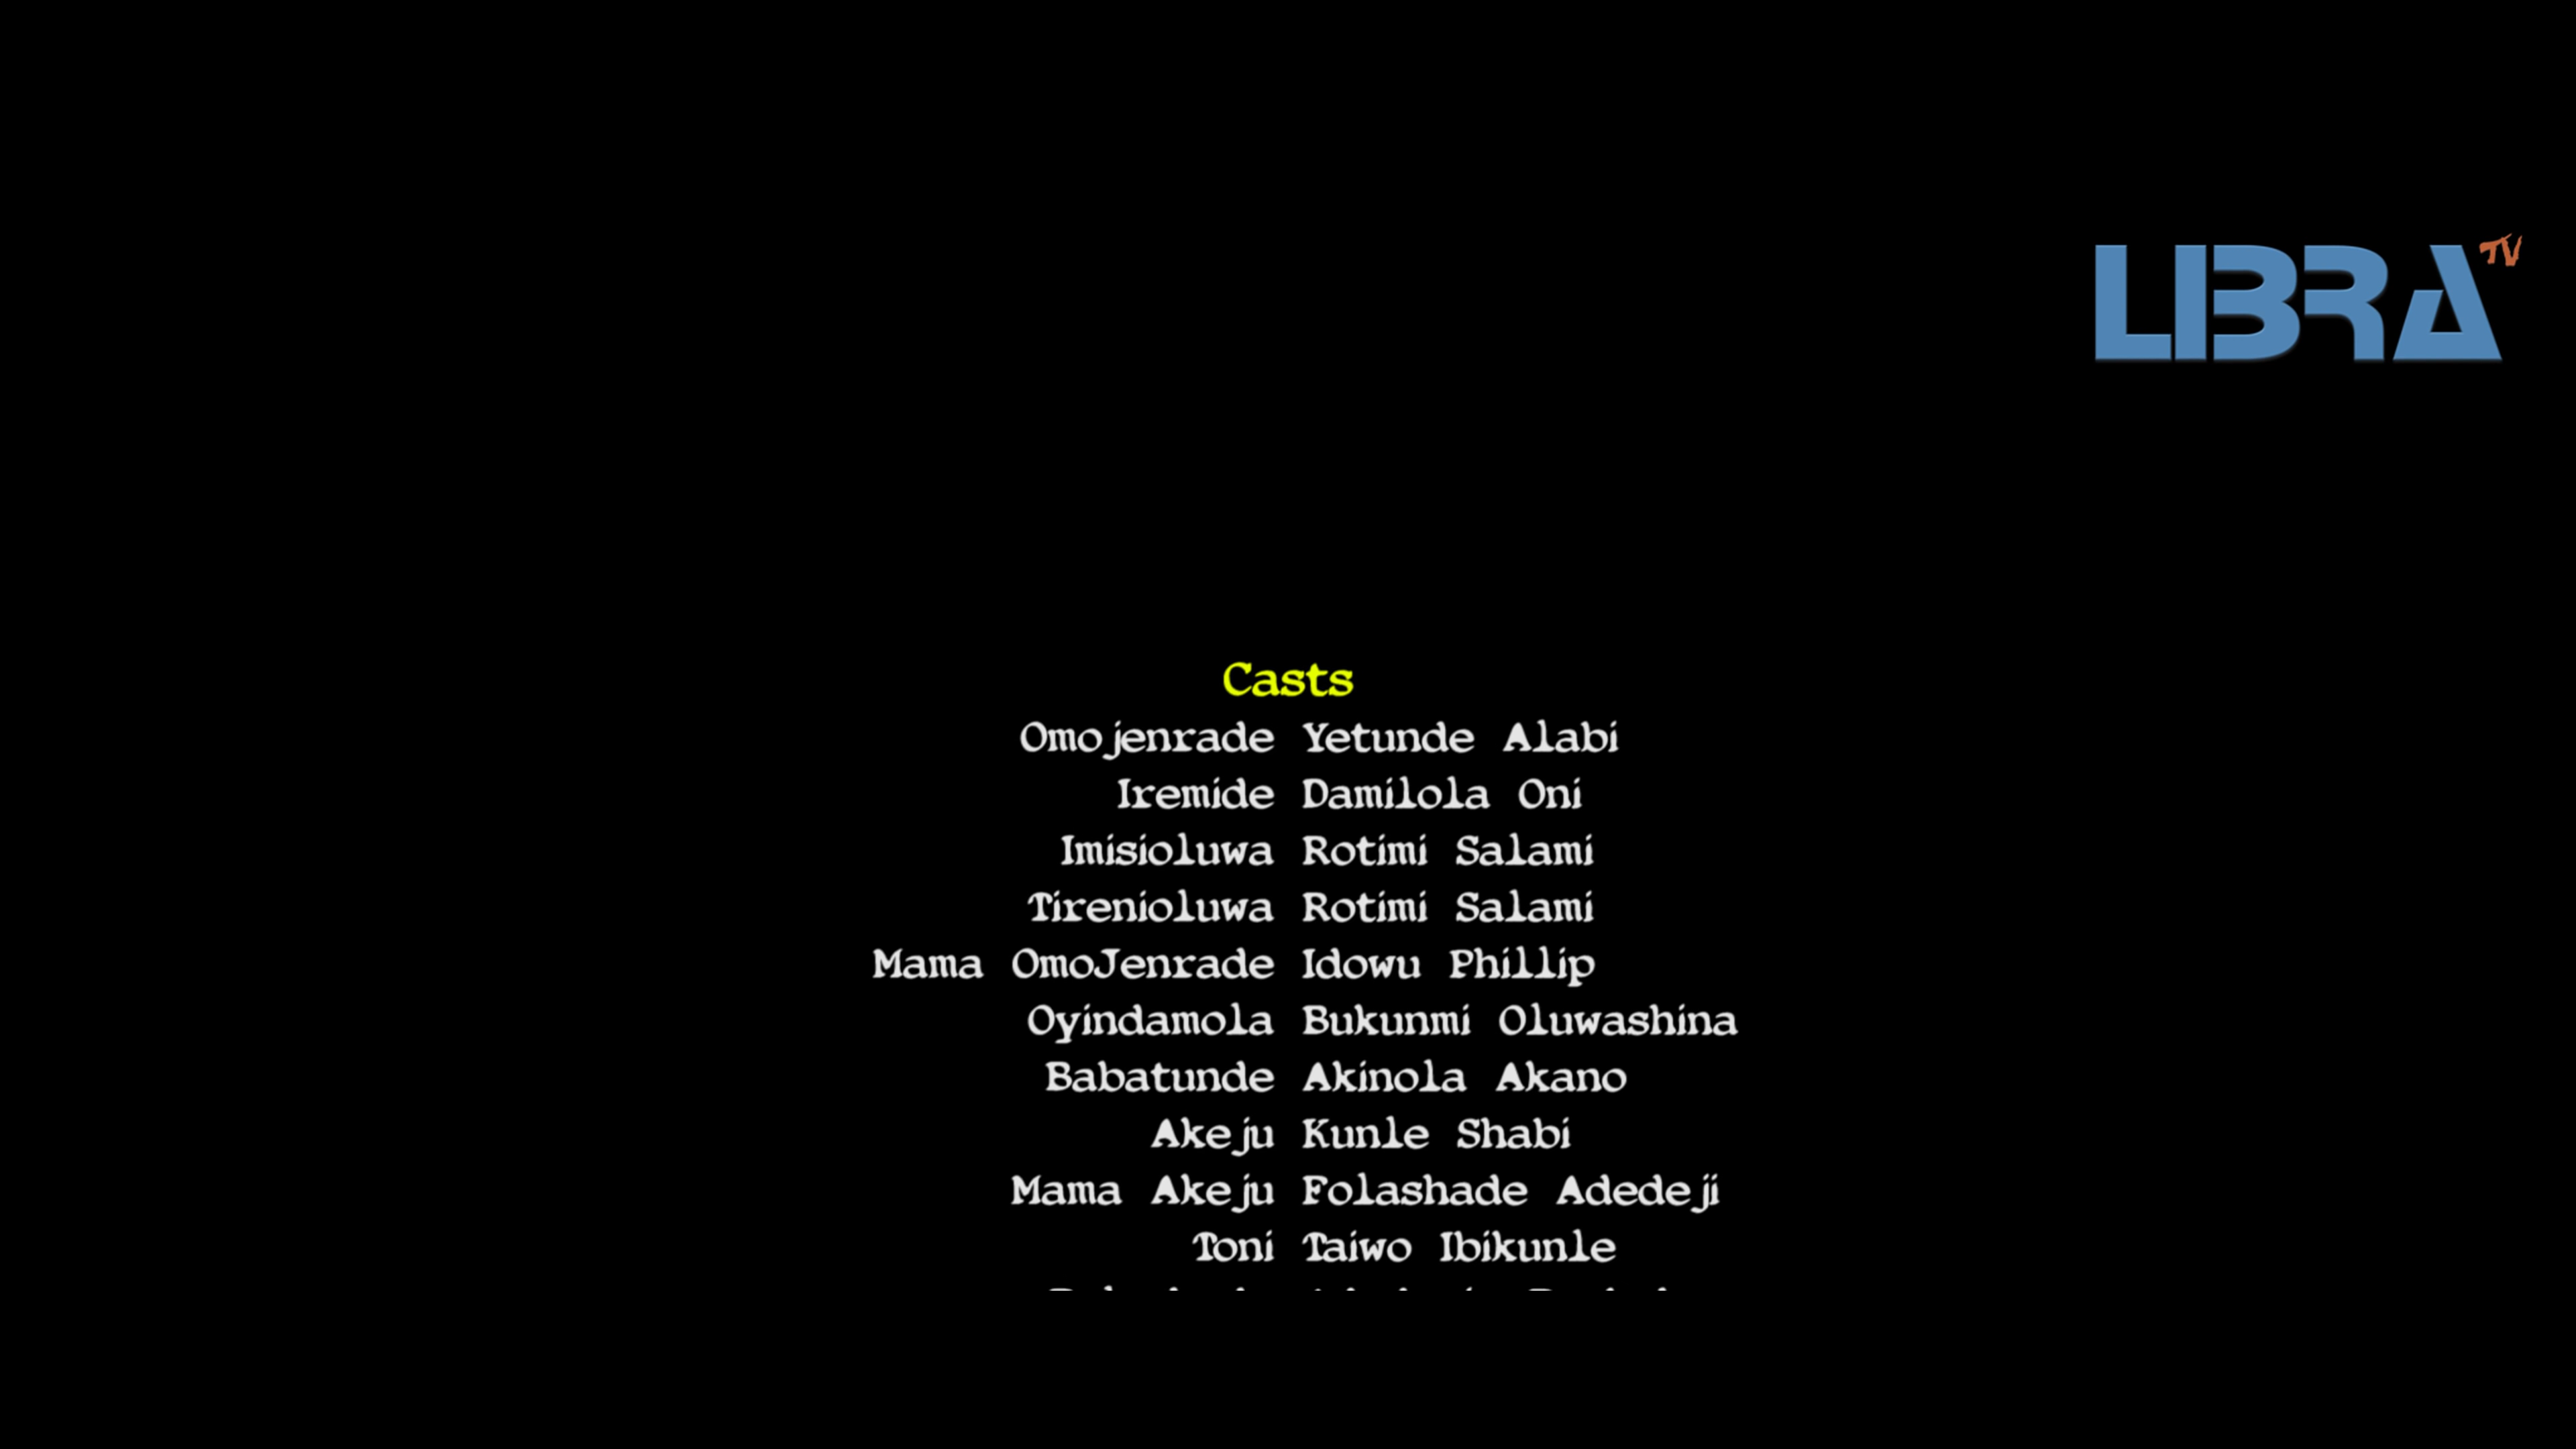 LIBRA TV
Casts
Omojenrade Yetunde Alabi
Iremide Damilola Oni
Imisioluwa Rotimi Salami
Tirenioluwa Rotimi Salami
Mama OmoJenrade Idowu Phillip
Oyindamola Bukunmi Oluwashina
Babatunde Akinola Akano
Akeju Kunle Shabi
Mama Akeju Folashade Adedeji
Toni Taiwo Ibikunle